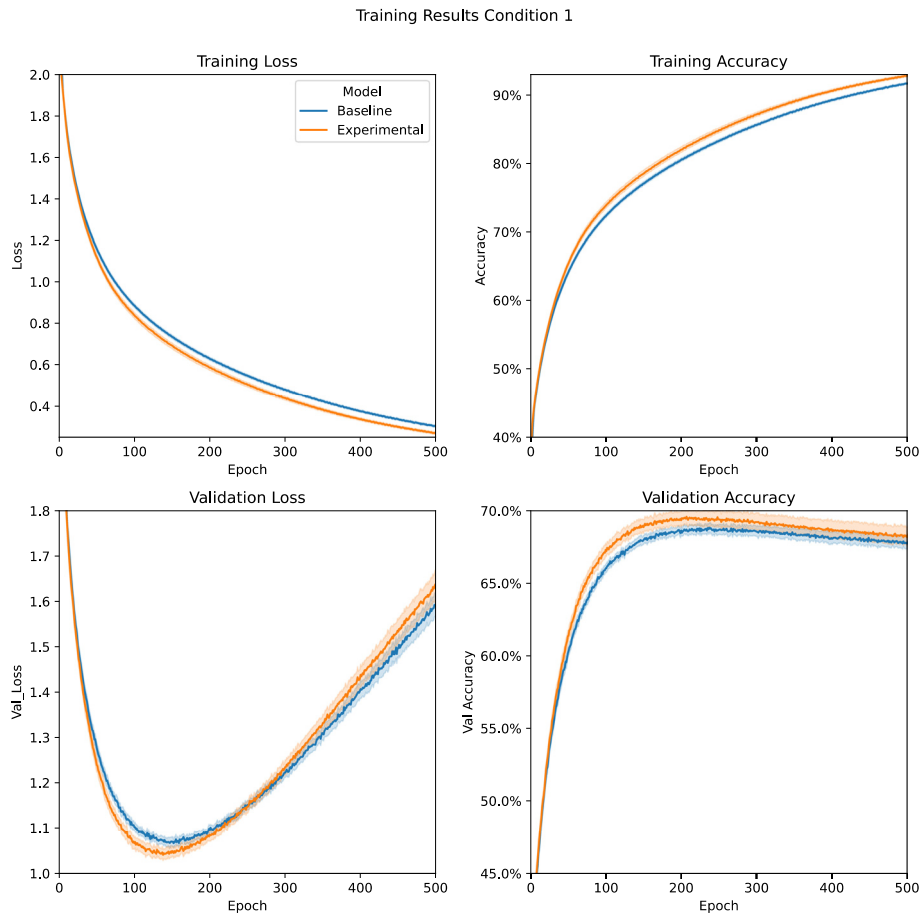 Training Results Condition 1
Training Loss
2.0
1.8
1.6
1.4
1.2
1.0
0.8
0.6
0.4
Loss
0 100 200 300 400 500
Epoch
Model
Baseline
Experimental
Training Accuracy
90%
80%
70%
60%
50%
40%
Accuracy
0 100 200 300 400 500
Epoch
Validation Loss
1.8
1.7
1.6
1.5
1.4
1.3
1.2
1.1
1.0
Val_Loss
0 100 200 300 400 500
Epoch
Validation Accuracy
70.0%
65.0%
60.0%
55.0%
50.0%
45.0%
Val Accuracy
0 100 200 300 400 500
Epoch